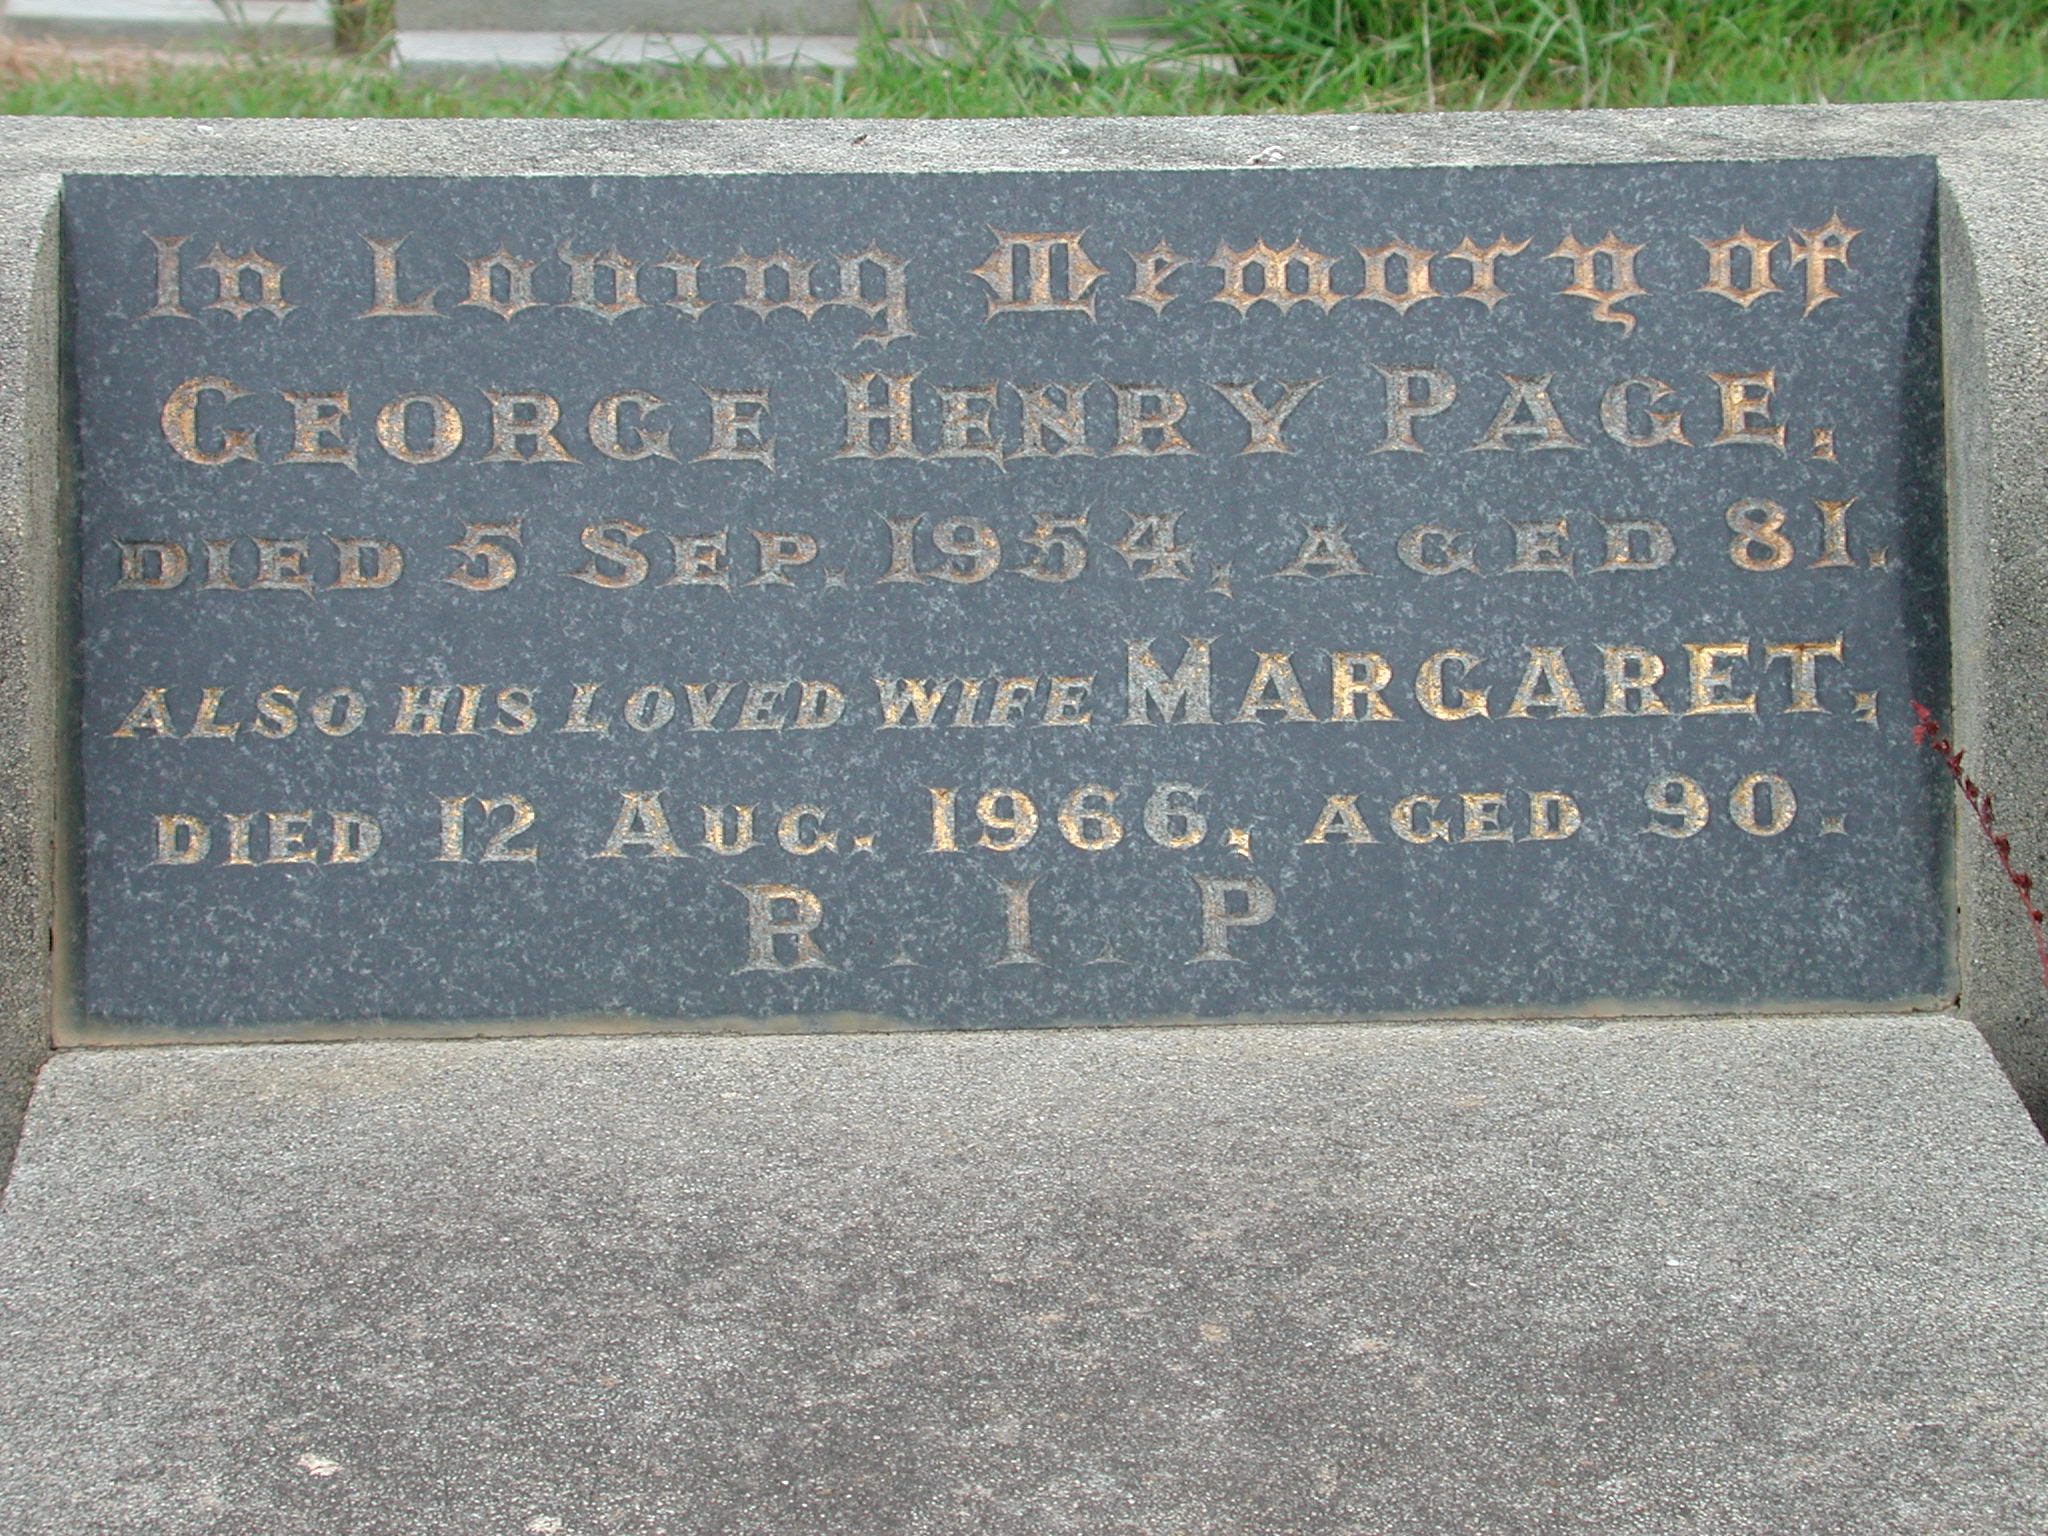 In Loving Memory of
GEORGE HENRY PAGE,
DIED 5 SEP. 1954, AGED 81.
ALSO HIS LOVED WIFE MARGARET,
DIED 12 AUG. 1966, AGED 90.
R.I.P